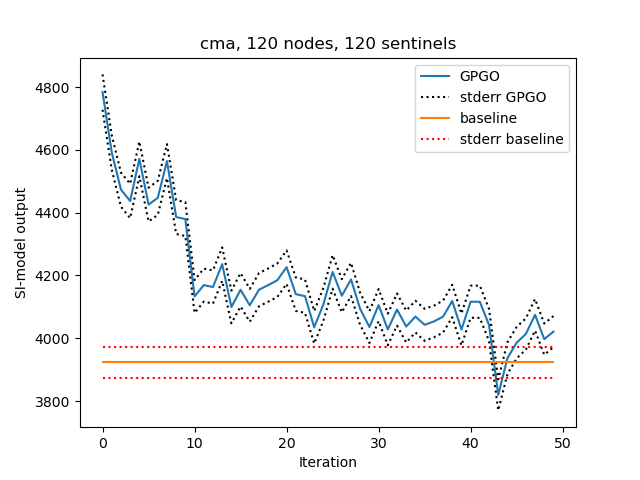 cma, 120 nodes, 120 sentinels
GPGO
stderr GPGO
baseline
stderr baseline
SI-model output
4800
4600
4400
4200
4000
3800
0 10 20 30 40 50
Iteration